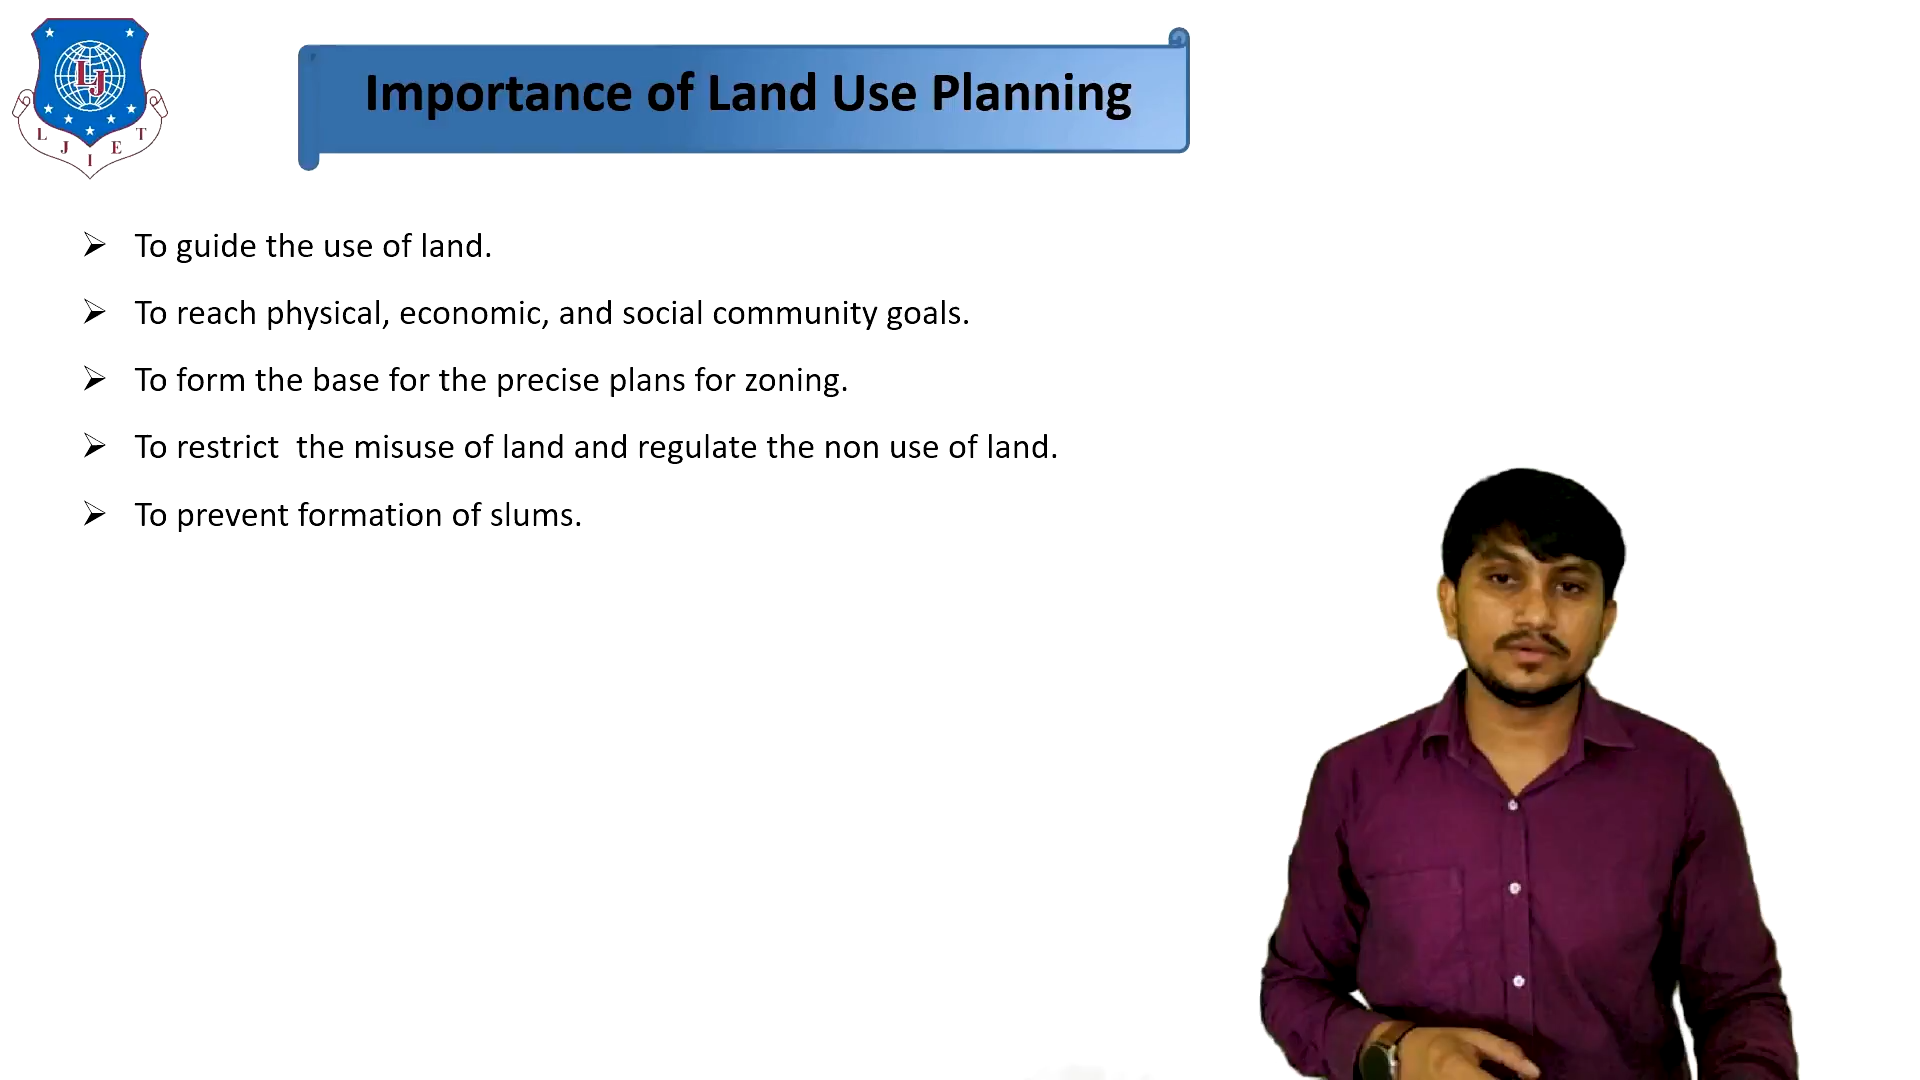 LJ
L J I E T
Importance of Land Use Planning
To guide the use of land.
To reach physical, economic, and social community goals.
To form the base for the precise plans for zoning.
To restrict  the misuse of land and regulate the non use of land.
To prevent formation of slums.